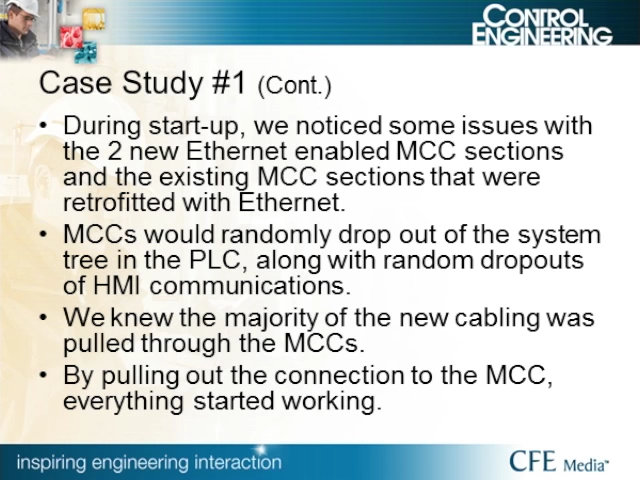 CONTROL
ENGINEERING
Case Study #1 (Cont.)
• During start-up, we noticed some issues with
the 2 new Ethernet enabled MCC sections
and the existing MCC sections that were
retrofitted with Ethernet.
• MCCs would randomly drop out of the system
tree in the PLC, along with random dropouts
of HMI communications.
• We knew the majority of the new cabling was
pulled through the MCCs.
• By pulling out the connection to the MCC,
everything started working.
inspiring engineering interaction
CFE Media™